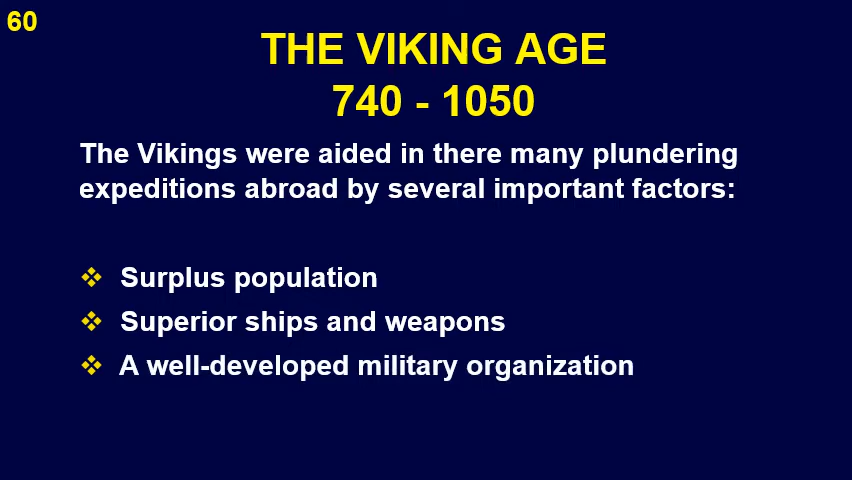 60
THE VIKING AGE
740 - 1050
The Vikings were aided in there many plundering
expeditions abroad by several important factors:
❖ Surplus population
❖ Superior ships and weapons
❖ A well-developed military organization